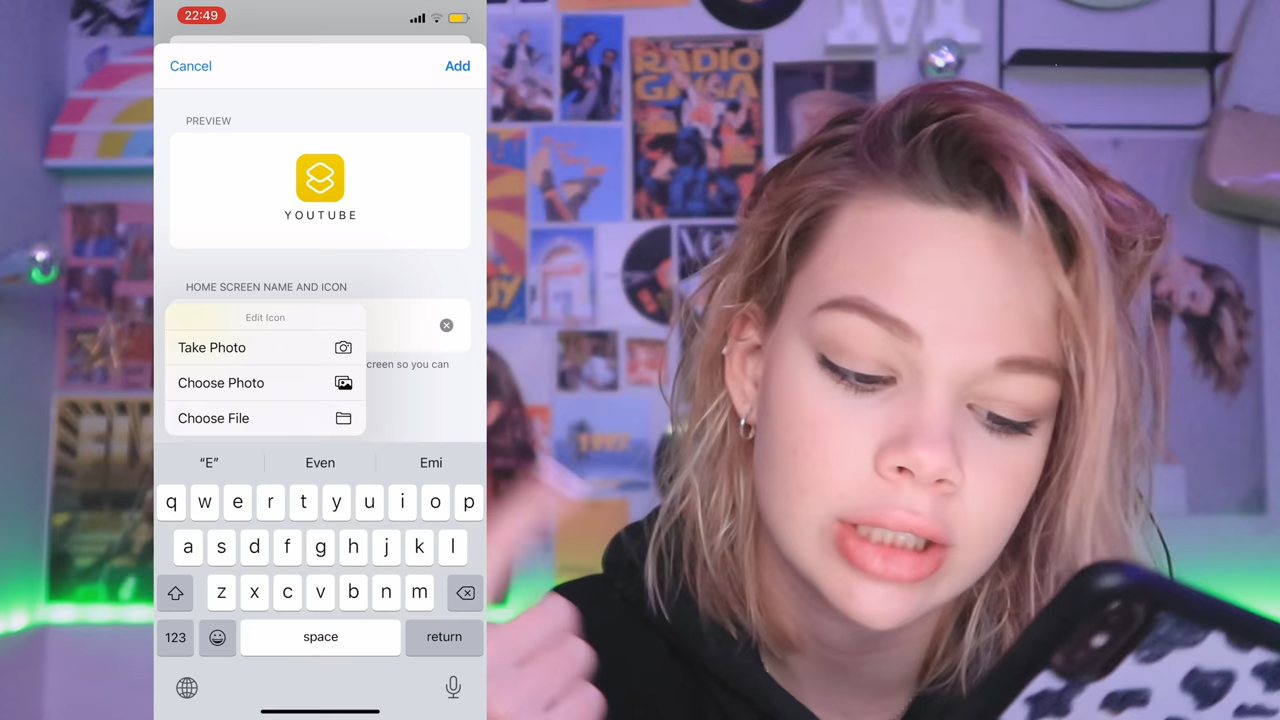 22:49
Cancel
Add
PREVIEW
Y O U T U B E
HOME SCREEN NAME AND ICON
Edit Icon
Take Photo
creen so you can
Choose Photo
Choose File
“E”
Even
Emi
q w e r t y u i o p
a s d f g h j k l
z x c v b n m
123
space
return
RADIO
GAGA
M
1997